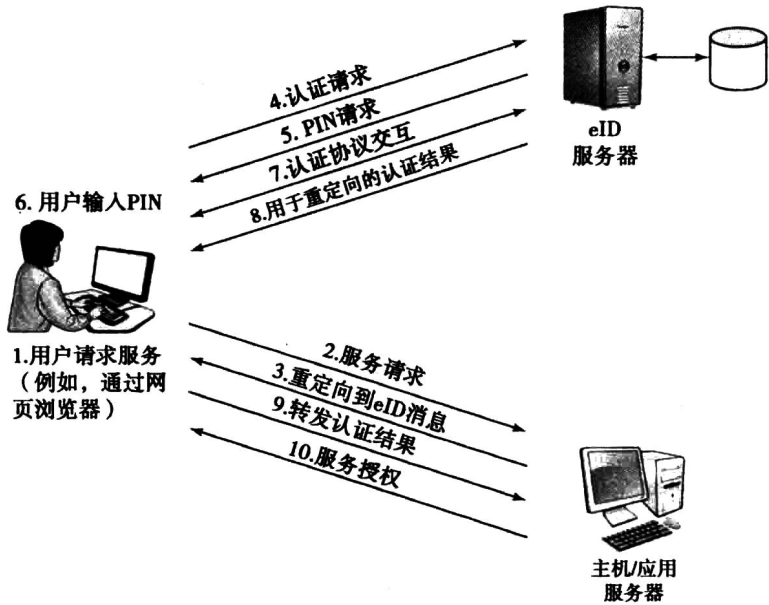 4.认证请求
5. PIN请求
7.认证协议交互
8.用于重定向的认证结果
eID
服务器
6. 用户输入PIN
1.用户请求服务
（例如，通过网
页浏览器）
2.服务请求
3.重定向到eID消息
9.转发认证结果
10.服务授权
主机/应用
服务器